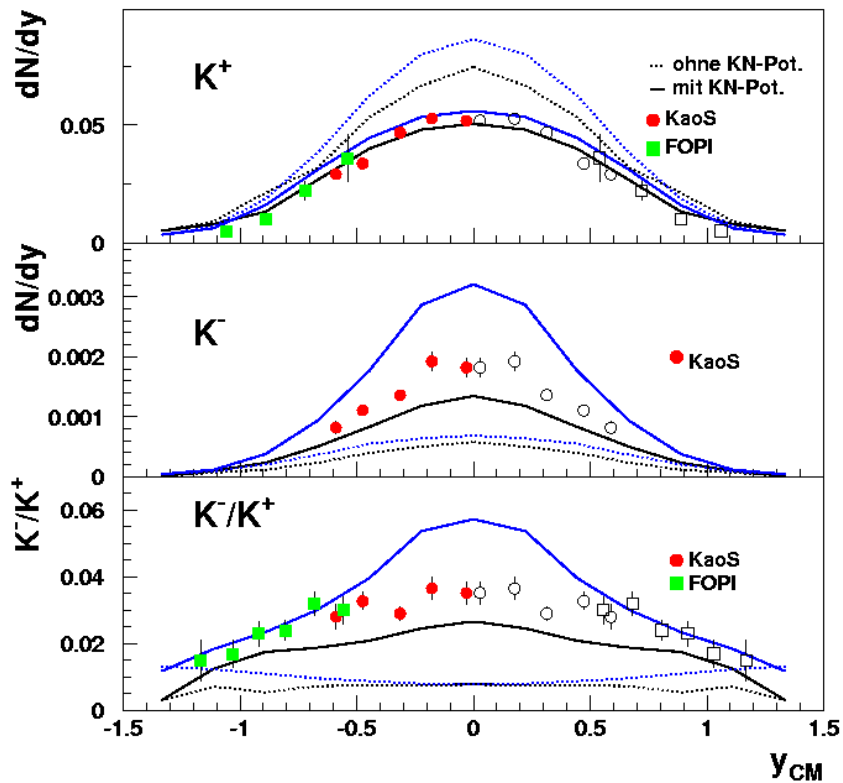 dN/dy
K+
ohne KN-Pot.
mit KN-Pot.
KaoS
FOPI
0.05
0
dN/dy
K-
KaoS
0.003
0.002
0.001
0
K-/K+
K-/K+
KaoS
FOPI
0.06
0.04
0.02
0
-1.5 -1 -0.5 0 0.5 1 1.5
yCM